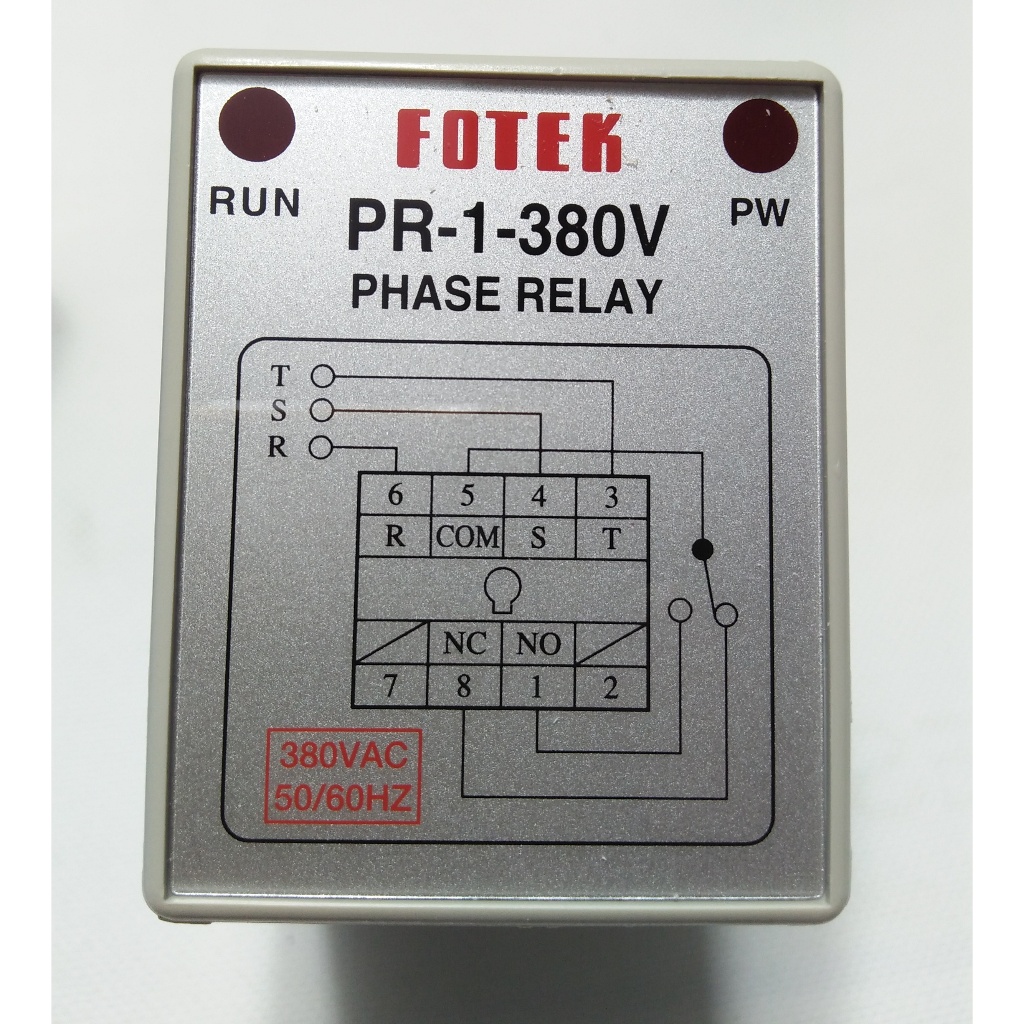 FOTEK
RUN
PW
PR-1-380V
PHASE RELAY
T
S
R
6 5 4 3
R COM S T
NC NO
7 8 1 2
380VAC
50/60HZ